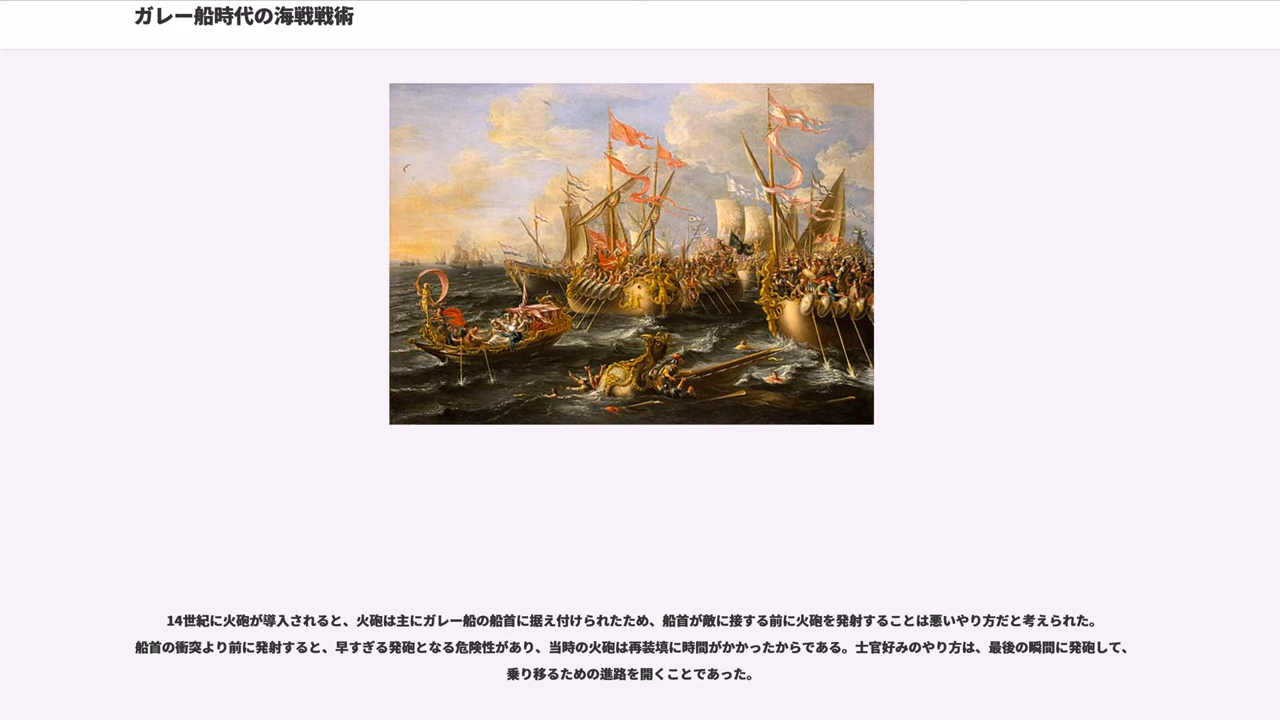 ガレー船時代の海戦戦術
14世紀に火砲が導入されると、火砲は主にガレー船の船首に据え付けられたため、船首が敵に接する前に火砲を発射することは悪いやり方だと考えられた。
船首の衝突より前に発射すると、早すぎる発砲となる危険性があり、当時の火砲は再装填に時間がかかったからである。士官好みのやり方は、最後の瞬間に発砲して、
乗り移るための進路を開くことであった。